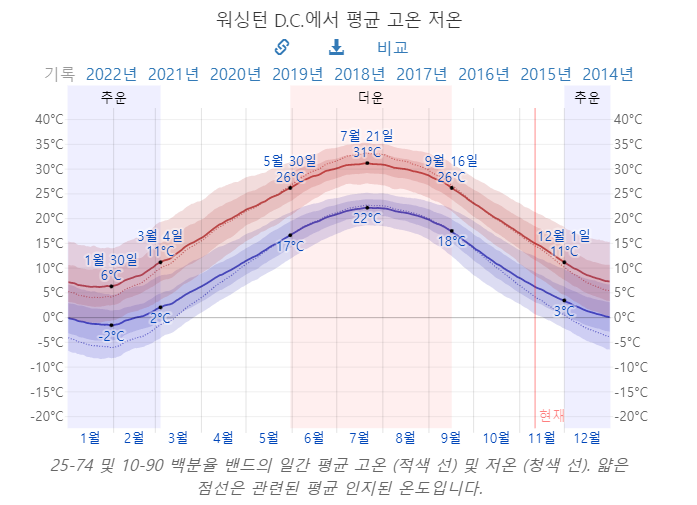 워싱턴 D.C.에서 평균 고온 저온
비교
기록 2022년 2021년 2020년 2019년 2018년 2017년 2016년 2015년 2014년
추운 더운 추운
40°C 40°C
35°C 35°C
30°C 30°C
25°C 25°C
20°C 20°C
15°C 15°C
10°C 10°C
5°C 5°C
0°C 0°C
-5°C -5°C
-10°C -10°C
-15°C -15°C
-20°C -20°C
7월 21일
31°C
5월 30일
26°C
9월 16일
26°C
3월 4일
11°C
12월 1일
11°C
1월 30일
6°C
22°C
17°C
18°C
2°C
3°C
-2°C
현재
1월 2월 3월 4월 5월 6월 7월 8월 9월 10월 11월 12월
25-74 및 10-90 백분율 밴드의 일간 평균 고온 (적색 선) 및 저온 (청색 선). 얇은
점선은 관련된 평균 인지된 온도입니다.